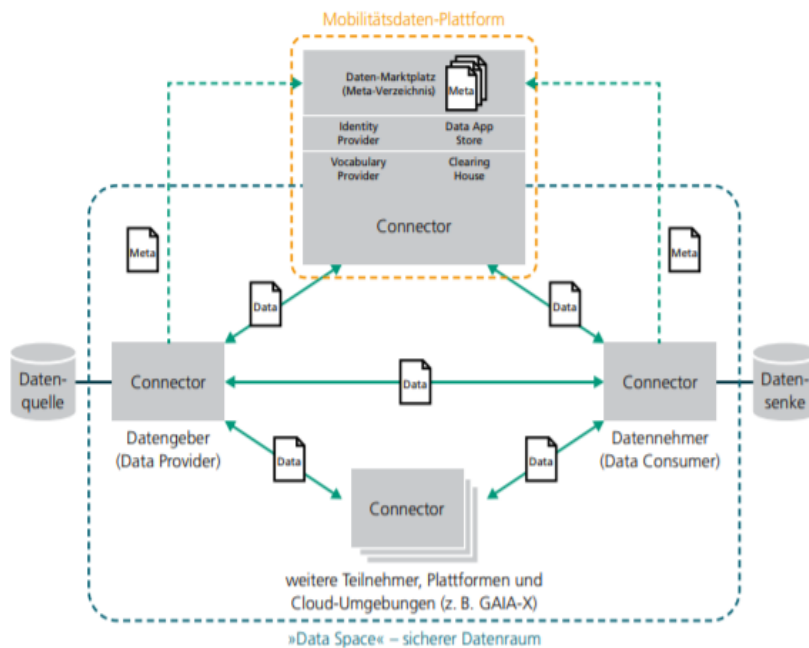 Mobilitätsdaten-Plattform
Daten-Marktplatz
(Meta-Verzeichnis)
Meta
Identity
Provider
Data App
Store
Vocabulary
Provider
Clearing
House
Connector
Meta
Meta
Data
Data
Daten-
quelle
Connector
Data
Connector
Daten-
senke
Datengeber
(Data Provider)
Datennehmer
(Data Consumer)
Data
Data
Connector
weitere Teilnehmer, Plattformen und
Cloud-Umgebungen (z. B. GAIA-X)
»Data Space« – sicherer Datenraum